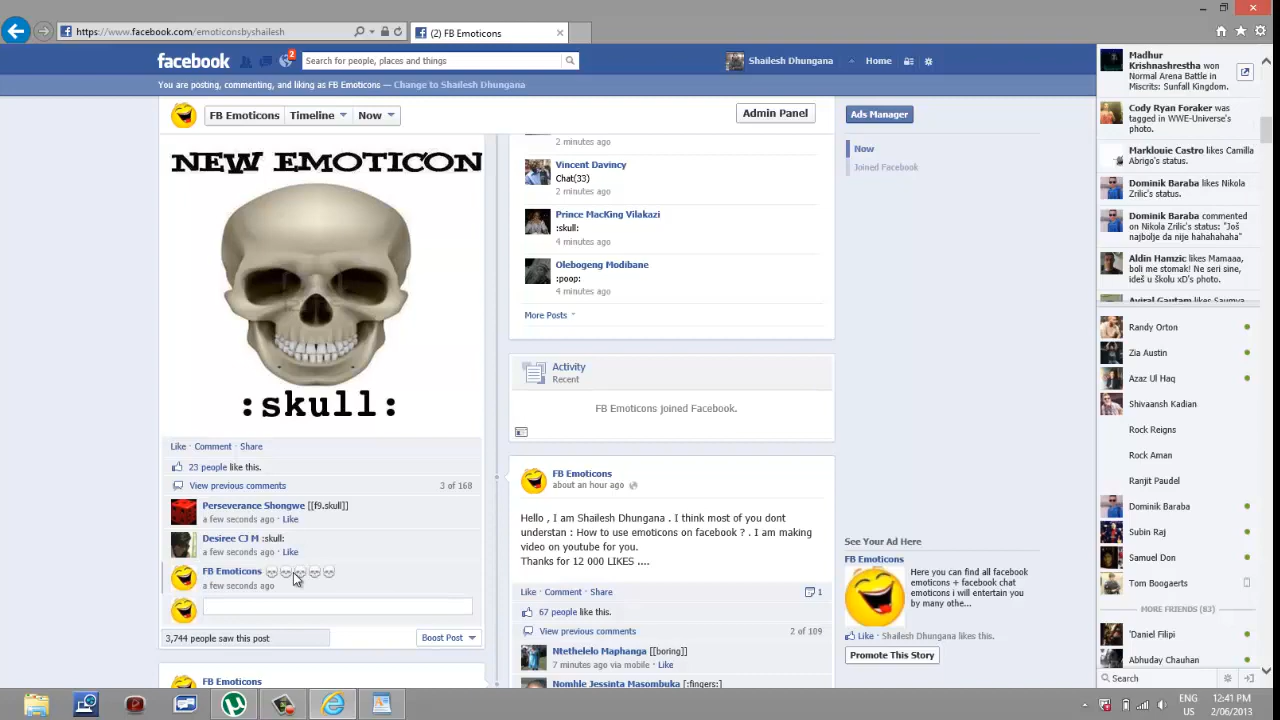 https://www.facebook.com/emoticonsbyshailesh
(2) FB Emoticons
facebook
2
Search for people, places and things
Shailesh Dhungana
Home
You are posting, commenting, and liking as FB Emoticons — Change to Shailesh Dhungana
FB Emoticons
Timeline
Now
Admin Panel
NEW EMOTICON
:skull:
Like · Comment · Share
23 people like this.
View previous comments
3 of 168
Perseverance Shongwe [[f9.skull]]
a few seconds ago · Like
Desiree CJ M :skull:
a few seconds ago · Like
FB Emoticons
a few seconds ago
3,744 people saw this post
Boost Post
FB Emoticons
2 minutes ago
Vincent Davincy
Chat(33)
2 minutes ago
Prince MacKing Vilakazi
:skull:
4 minutes ago
Olebogeng Modibane
:poop:
4 minutes ago
More Posts
Activity
Recent
FB Emoticons joined Facebook.
FB Emoticons
about an hour ago
Hello , I am Shailesh Dhungana . I think most of you dont
understan : How to use emoticons on facebook ? . I am making
video on youtube for you.
Thanks for 12 000 LIKES ....
Like · Comment · Share
1
67 people like this.
View previous comments
2 of 109
Ntethelelo Maphanga [[boring]]
7 minutes ago via mobile · Like
Nomhle Jessinta Masombuka [:fingers:]
Ads Manager
Now
Joined Facebook
See Your Ad Here
FB Emoticons
Here you can find all facebook
emoticons + facebook chat
emoticons i will entertain you
by many othe...
Like · Shailesh Dhungana likes this.
Promote This Story
Madhur
Krishnashrestha won
Normal Arena Battle in
Miscrits: Sunfall Kingdom.
Cody Ryan Foraker was
tagged in WWE-Universe's
photo.
Marklouie Castro likes Camilla
Abrigo's status.
Dominik Baraba likes Nikola
Zrilic's status.
Dominik Baraba commented
on Nikola Zrilic's status: "Još
najbolje da nije hahahahaha"
Aldin Hamzic likes Mamaaa,
boli me stomak! Ne seri sine,
ideš u školu xD's photo.
Aviral Gautam likes Saumya
Randy Orton
Zia Austin
Azaz Ul Haq
Shivaansh Kadian
Rock Reigns
Rock Aman
Ranjit Paudel
Dominik Baraba
Subin Raj
Samuel Don
Tom Boogaerts
MORE FRIENDS (83)
'Daniel Filipi
Abhuday Chauhan
Search
ENG
US
12:41 PM
2/06/2013